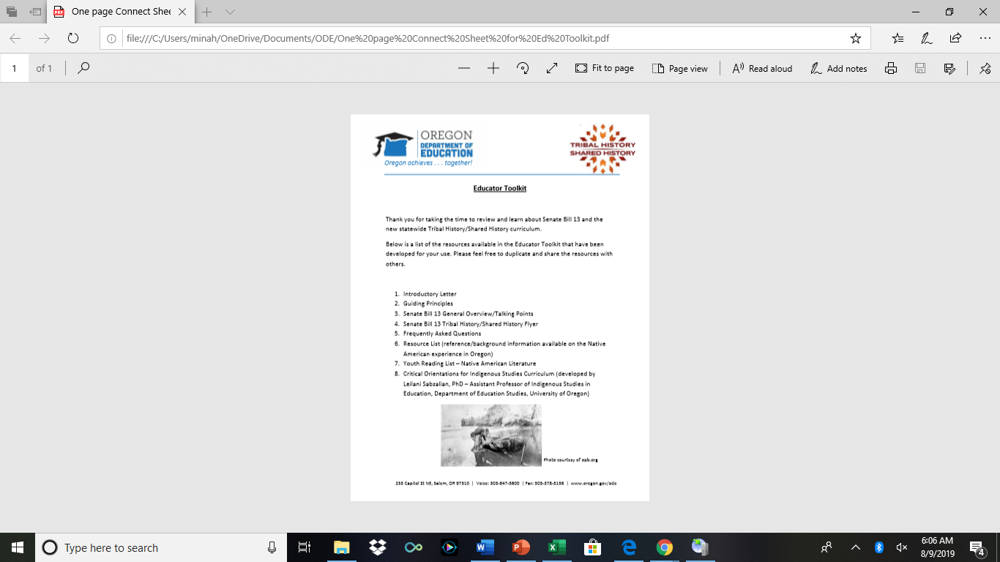 One page Connect Shee
file:///C:/Users/minah/OneDrive/Documents/ODE/One%20page%20Connect%20Sheet%20for%20Ed%20Toolkit.pdf
1 of 1
Fit to page
Page view
Read aloud
Add notes
OREGON
DEPARTMENT OF
EDUCATION
Oregon achieves . . . together!
TRIBAL HISTORY
SHARED HISTORY
Educator Toolkit
Thank you for taking the time to review and learn about Senate Bill 13 and the
new statewide Tribal History/Shared History curriculum.
Below is a list of the resources available in the Educator Toolkit that have been
developed for your use. Please feel free to duplicate and share the resources with
others.
1. Introductory Letter
2. Guiding Principles
3. Senate Bill 13 General Overview/Talking Points
4. Senate Bill 13 Tribal History/Shared History Flyer
5. Frequently Asked Questions
6. Resource List (reference/background information available on the Native
American experience in Oregon)
7. Youth Reading List – Native American Literature
8. Critical Orientations for Indigenous Studies Curriculum (developed by
Leilani Sabzalian, PhD – Assistant Professor of Indigenous Studies in
Education, Department of Education Studies, University of Oregon)
Photo courtesy of opb.org
255 Capitol St NE, Salem, OR 97310 | Voice: 503-947-5600 | Fax: 503-378-5156 | www.oregon.gov/ode
Type here to search
6:06 AM
8/9/2019
4